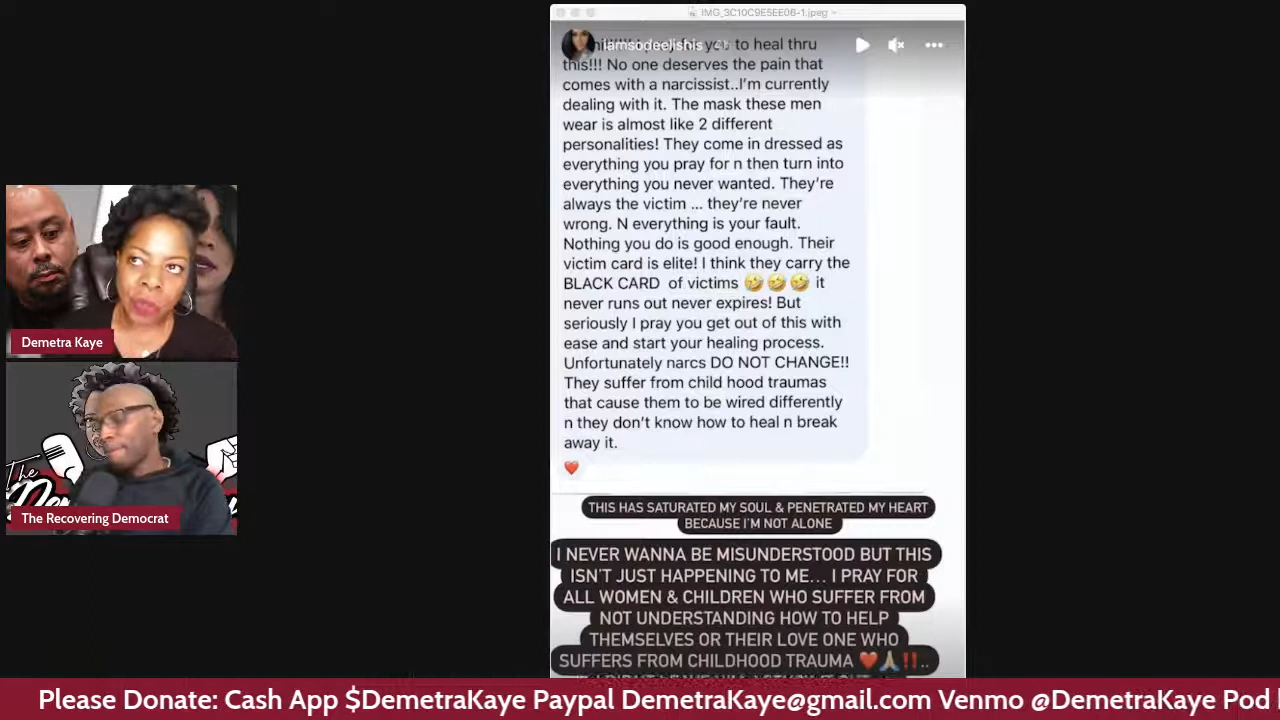 IMG_3C10C9E5EE0B-1.jpeg
iamsodeelishis
to heal thru
this!!! No one deserves the pain that
comes with a narcissist..I'm currently
dealing with it. The mask these men
wear is almost like 2 different
personalities! They come in dressed as
everything you pray for n then turn into
everything you never wanted. They're
always the victim ... they're never
wrong. N everything is your fault.
Nothing you do is good enough. Their
victim card is elite! I think they carry the
BLACK CARD of victims 🤣🤣🤣 it
never runs out never expires! But
seriously I pray you get out of this with
ease and start your healing process.
Unfortunately narcs DO NOT CHANGE!!
They suffer from child hood traumas
that cause them to be wired differently
n they don't know how to heal n break
away it.
❤️
THIS HAS SATURATED MY SOUL & PENETRATED MY HEART
BECAUSE I'M NOT ALONE
I NEVER WANNA BE MISUNDERSTOOD BUT THIS
ISN'T JUST HAPPENING TO ME... I PRAY FOR
ALL WOMEN & CHILDREN WHO SUFFER FROM
NOT UNDERSTANDING HOW TO HELP
THEMSELVES OR THEIR LOVE ONE WHO
SUFFERS FROM CHILDHOOD TRAUMA ❤️🙏‼️..
Demetra Kaye
The
The Recovering Democrat
Please Donate: Cash App $DemetraKaye Paypal DemetraKaye@gmail.com Venmo @DemetraKaye Pod